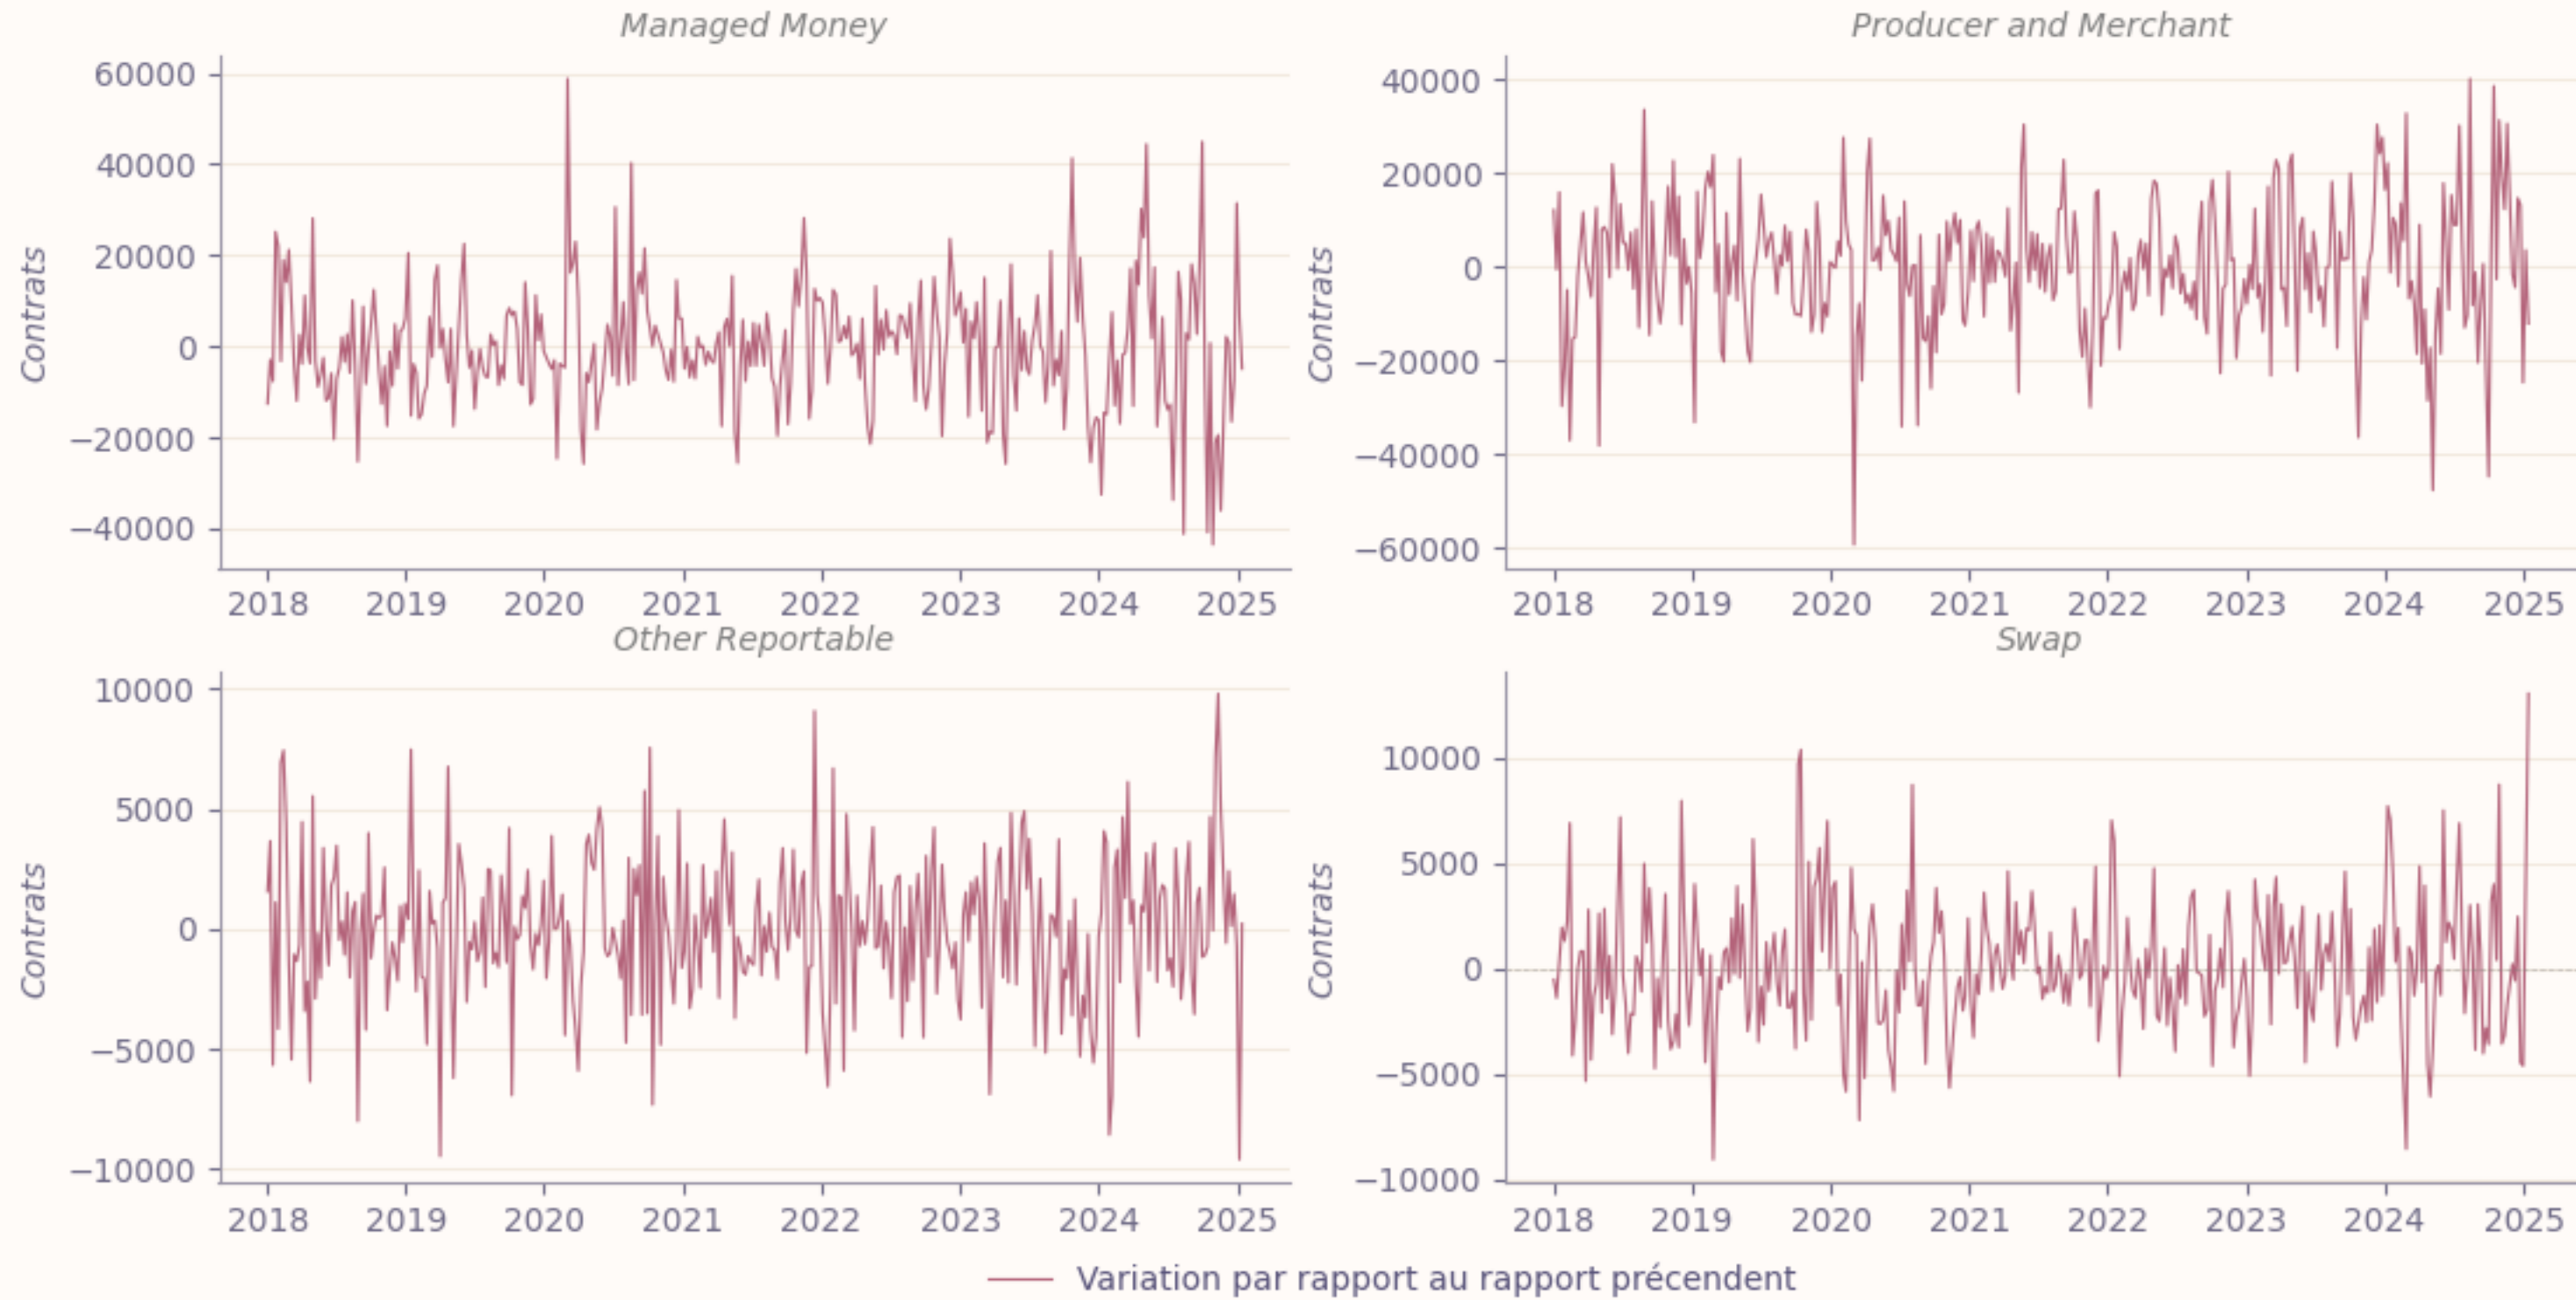 Managed Money
Contrats
60000
40000
20000
0
−20000
−40000
2018 2019 2020 2021 2022 2023 2024 2025
Producer and Merchant
Contrats
40000
20000
0
−20000
−40000
−60000
2018 2019 2020 2021 2022 2023 2024 2025
Other Reportable
Contrats
10000
5000
0
−5000
−10000
2018 2019 2020 2021 2022 2023 2024 2025
Swap
Contrats
10000
5000
0
−5000
−10000
2018 2019 2020 2021 2022 2023 2024 2025
Variation par rapport au rapport précendent